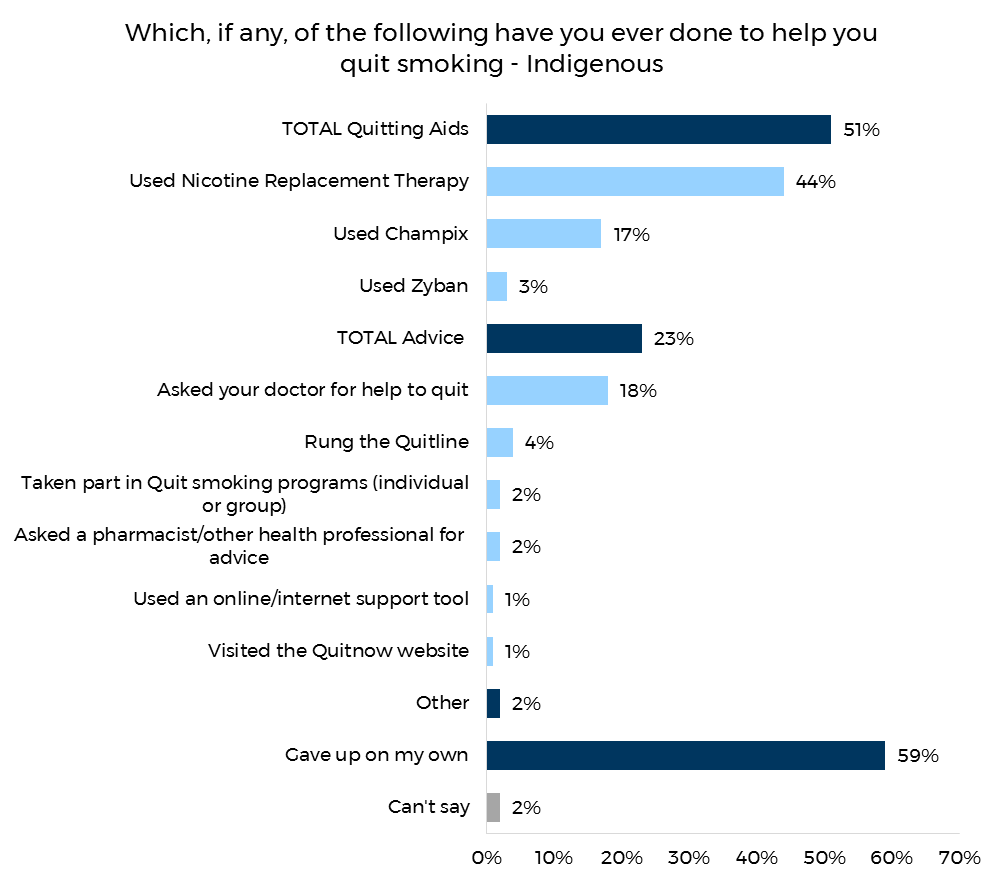 Which, if any, of the following have you ever done to help you
quit smoking - Indigenous
TOTAL Quitting Aids
51%
Used Nicotine Replacement Therapy
44%
Used Champix
17%
Used Zyban
3%
TOTAL Advice
23%
Asked your doctor for help to quit
18%
Rung the Quitline
4%
Taken part in Quit smoking programs (individual
or group)
2%
Asked a pharmacist/other health professional for
advice
2%
Used an online/internet support tool
1%
Visited the Quitnow website
1%
Other
2%
Gave up on my own
59%
Can't say
2%
0% 10% 20% 30% 40% 50% 60% 70%